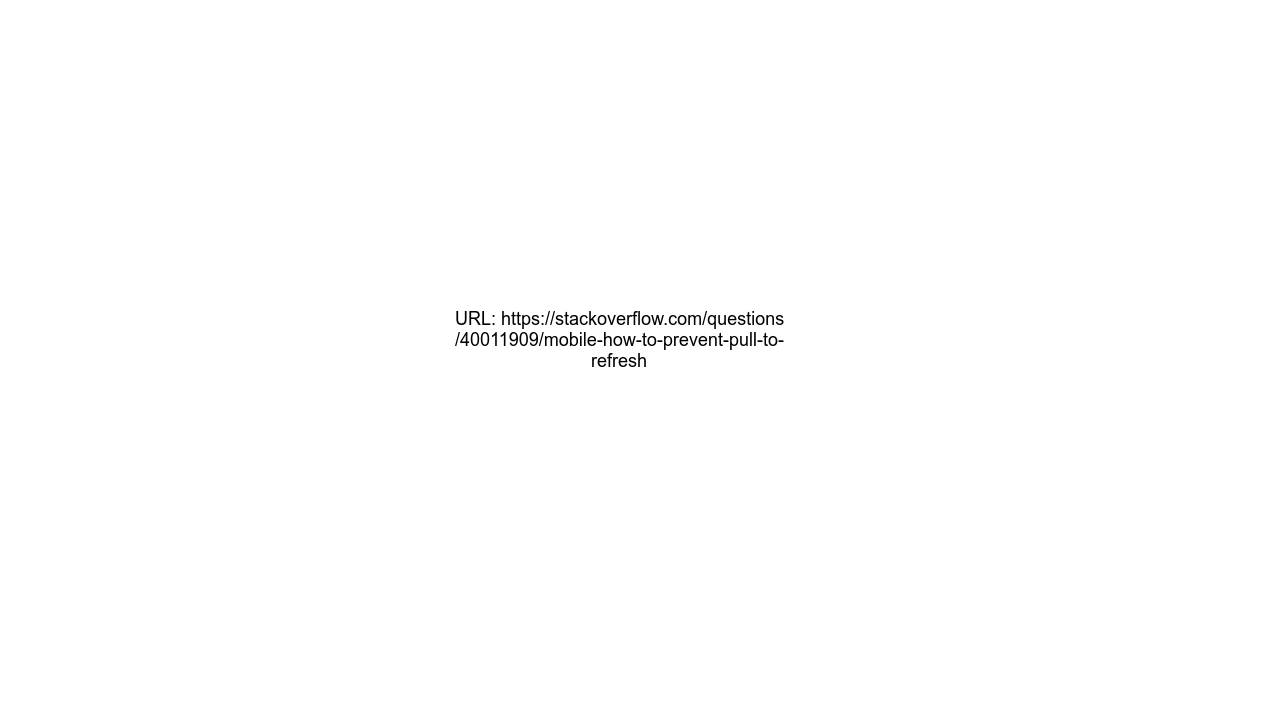 URL: https://stackoverflow.com/questions
/40011909/mobile-how-to-prevent-pull-to-
refresh